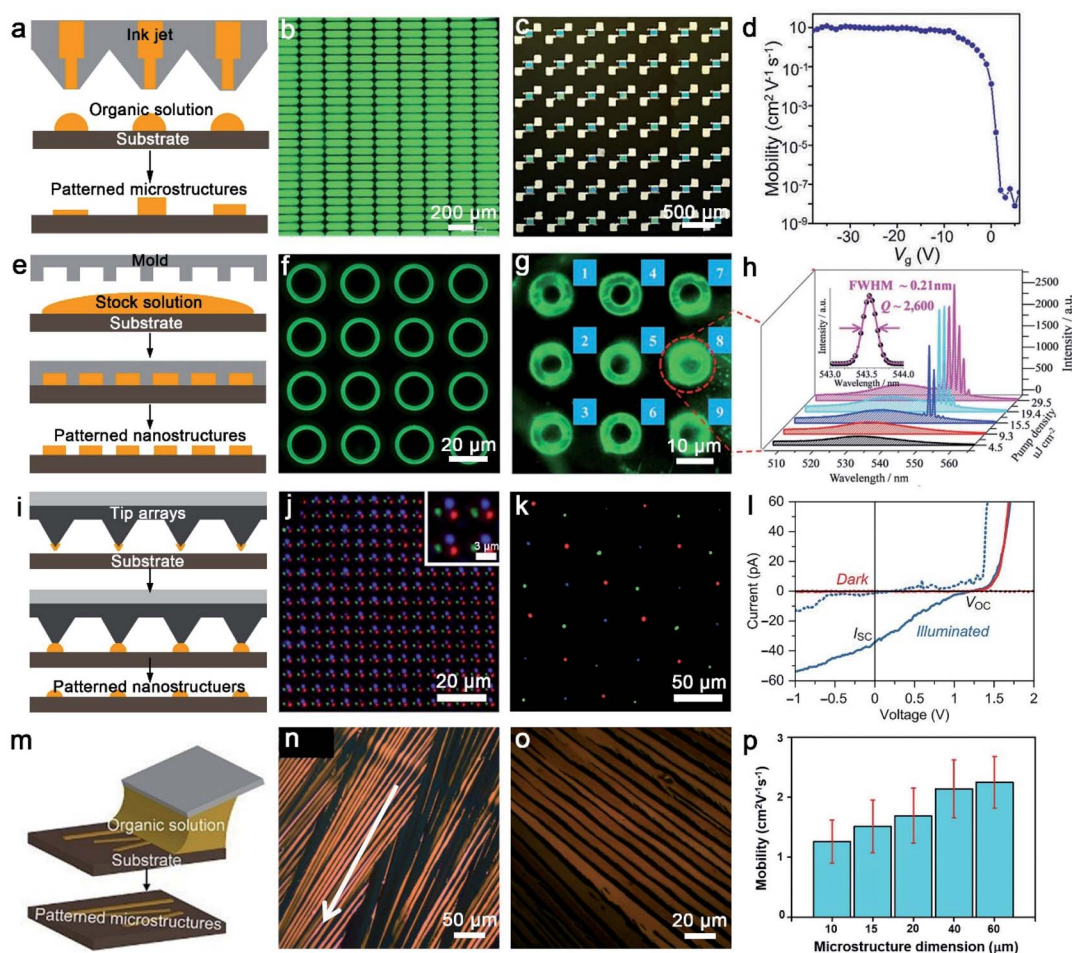 a
Ink jet
Organic solution
Substrate
Patterned microstructures
b
200 µm
c
500 µm
d
Mobility (cm² V⁻¹ s⁻¹)
10
10⁻¹
10⁻³
10⁻⁵
10⁻⁷
10⁻⁹
-30 -20 -10 0
Vg (V)
e
Mold
Stock solution
Substrate
Patterned nanostructures
f
20 µm
g
1 4 7
2 5 8
3 6 9
10 µm
h
FWHM ~ 0.21nm
Q ~ 2,600
Intensity / a.u.
543.0 543.5 544.0
Wavelength / nm
2500
2000
1500
1000
500
0
Intensity / a.u.
29.5
19.4
15.5
9.3
4.5
Pump density
uJ cm⁻²
510 520 530 540 550 560
Wavelength / nm
i
Tip arrays
Substrate
Patterned nanostructuers
j
3 µm
20 µm
k
50 µm
l
Current (pA)
60
40
20
0
−20
−40
−60
Dark
VOC
ISC
Illuminated
−1 −0.5 0 0.5 1 1.5 2
Voltage (V)
m
Organic solution
Substrate
Patterned microstructures
n
50 µm
o
20 µm
p
Mobility (cm²V⁻¹s⁻¹)
3
2
1
0
10 15 20 40 60
Microstructure dimension (µm)